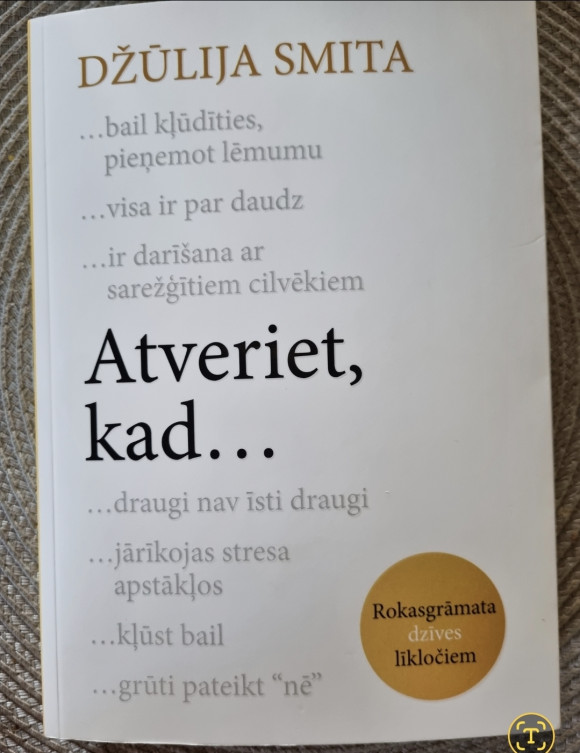 DŽŪLIJA SMITA
...bail kļūdīties,
pieņemot lēmumu
...visa ir par daudz
...ir darīšana ar
sarežģītiem cilvēkiem
Atveriet,
kad...
...draugi nav īsti draugi
...jārīkojas stresa
apstākļos
...kļūst bail
...grūti pateikt “nē”
Rokasgrāmata
dzīves
līkločiem
T